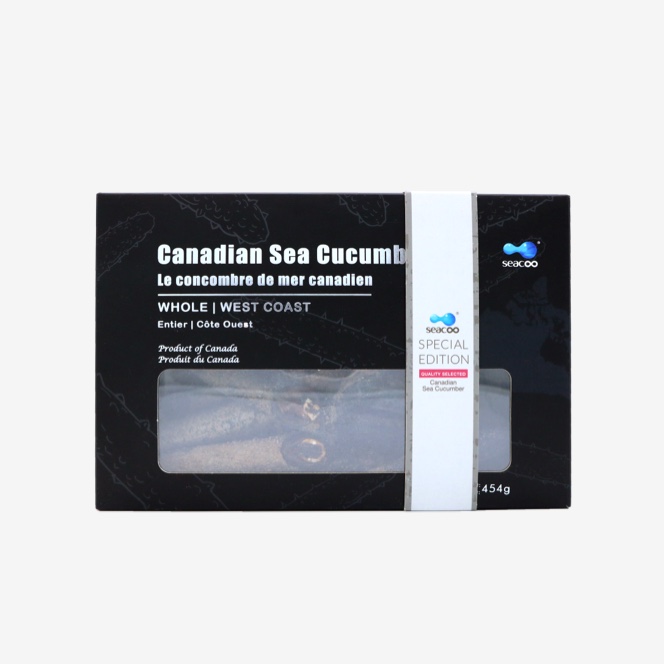 Canadian Sea Cucumb
Le concombre de mer canadien
WHOLE | WEST COAST
Entier | Côte Ouest
Product of Canada
Produit du Canada
seacoo
seacoo
SPECIAL
EDITION
QUALITY SELECTED
Canadian
Sea Cucumber
454g